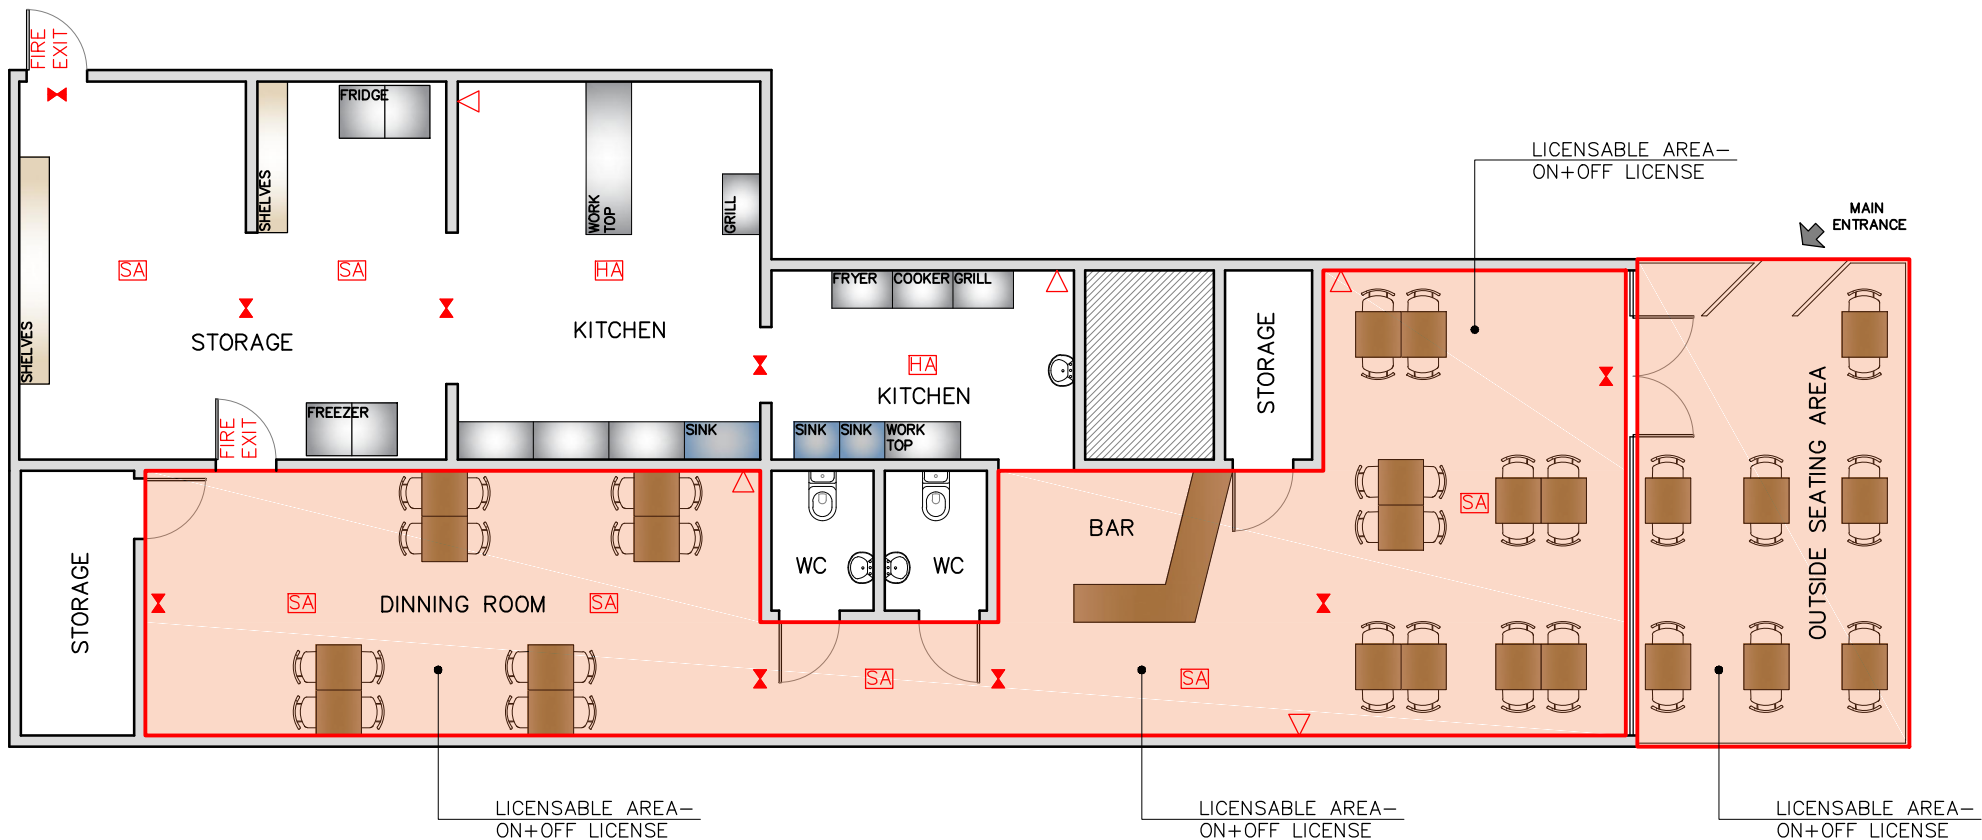 FIRE
EXIT
FRIDGE
SHELVES
WORK
TOP
GRILL
LICENSABLE AREA-
ON+OFF LICENSE
MAIN
ENTRANCE
SA
SA
HA
FRYER
COOKER
GRILL
SHELVES
STORAGE
KITCHEN
STORAGE
HA
KITCHEN
OUTSIDE SEATING AREA
FREEZER
FIRE
EXIT
SINK
SINK
SINK
WORK
TOP
SA
BAR
WC
WC
STORAGE
SA
DINNING ROOM
SA
SA
SA
LICENSABLE AREA-
ON+OFF LICENSE
LICENSABLE AREA-
ON+OFF LICENSE
LICENSABLE AREA-
ON+OFF LICENSE